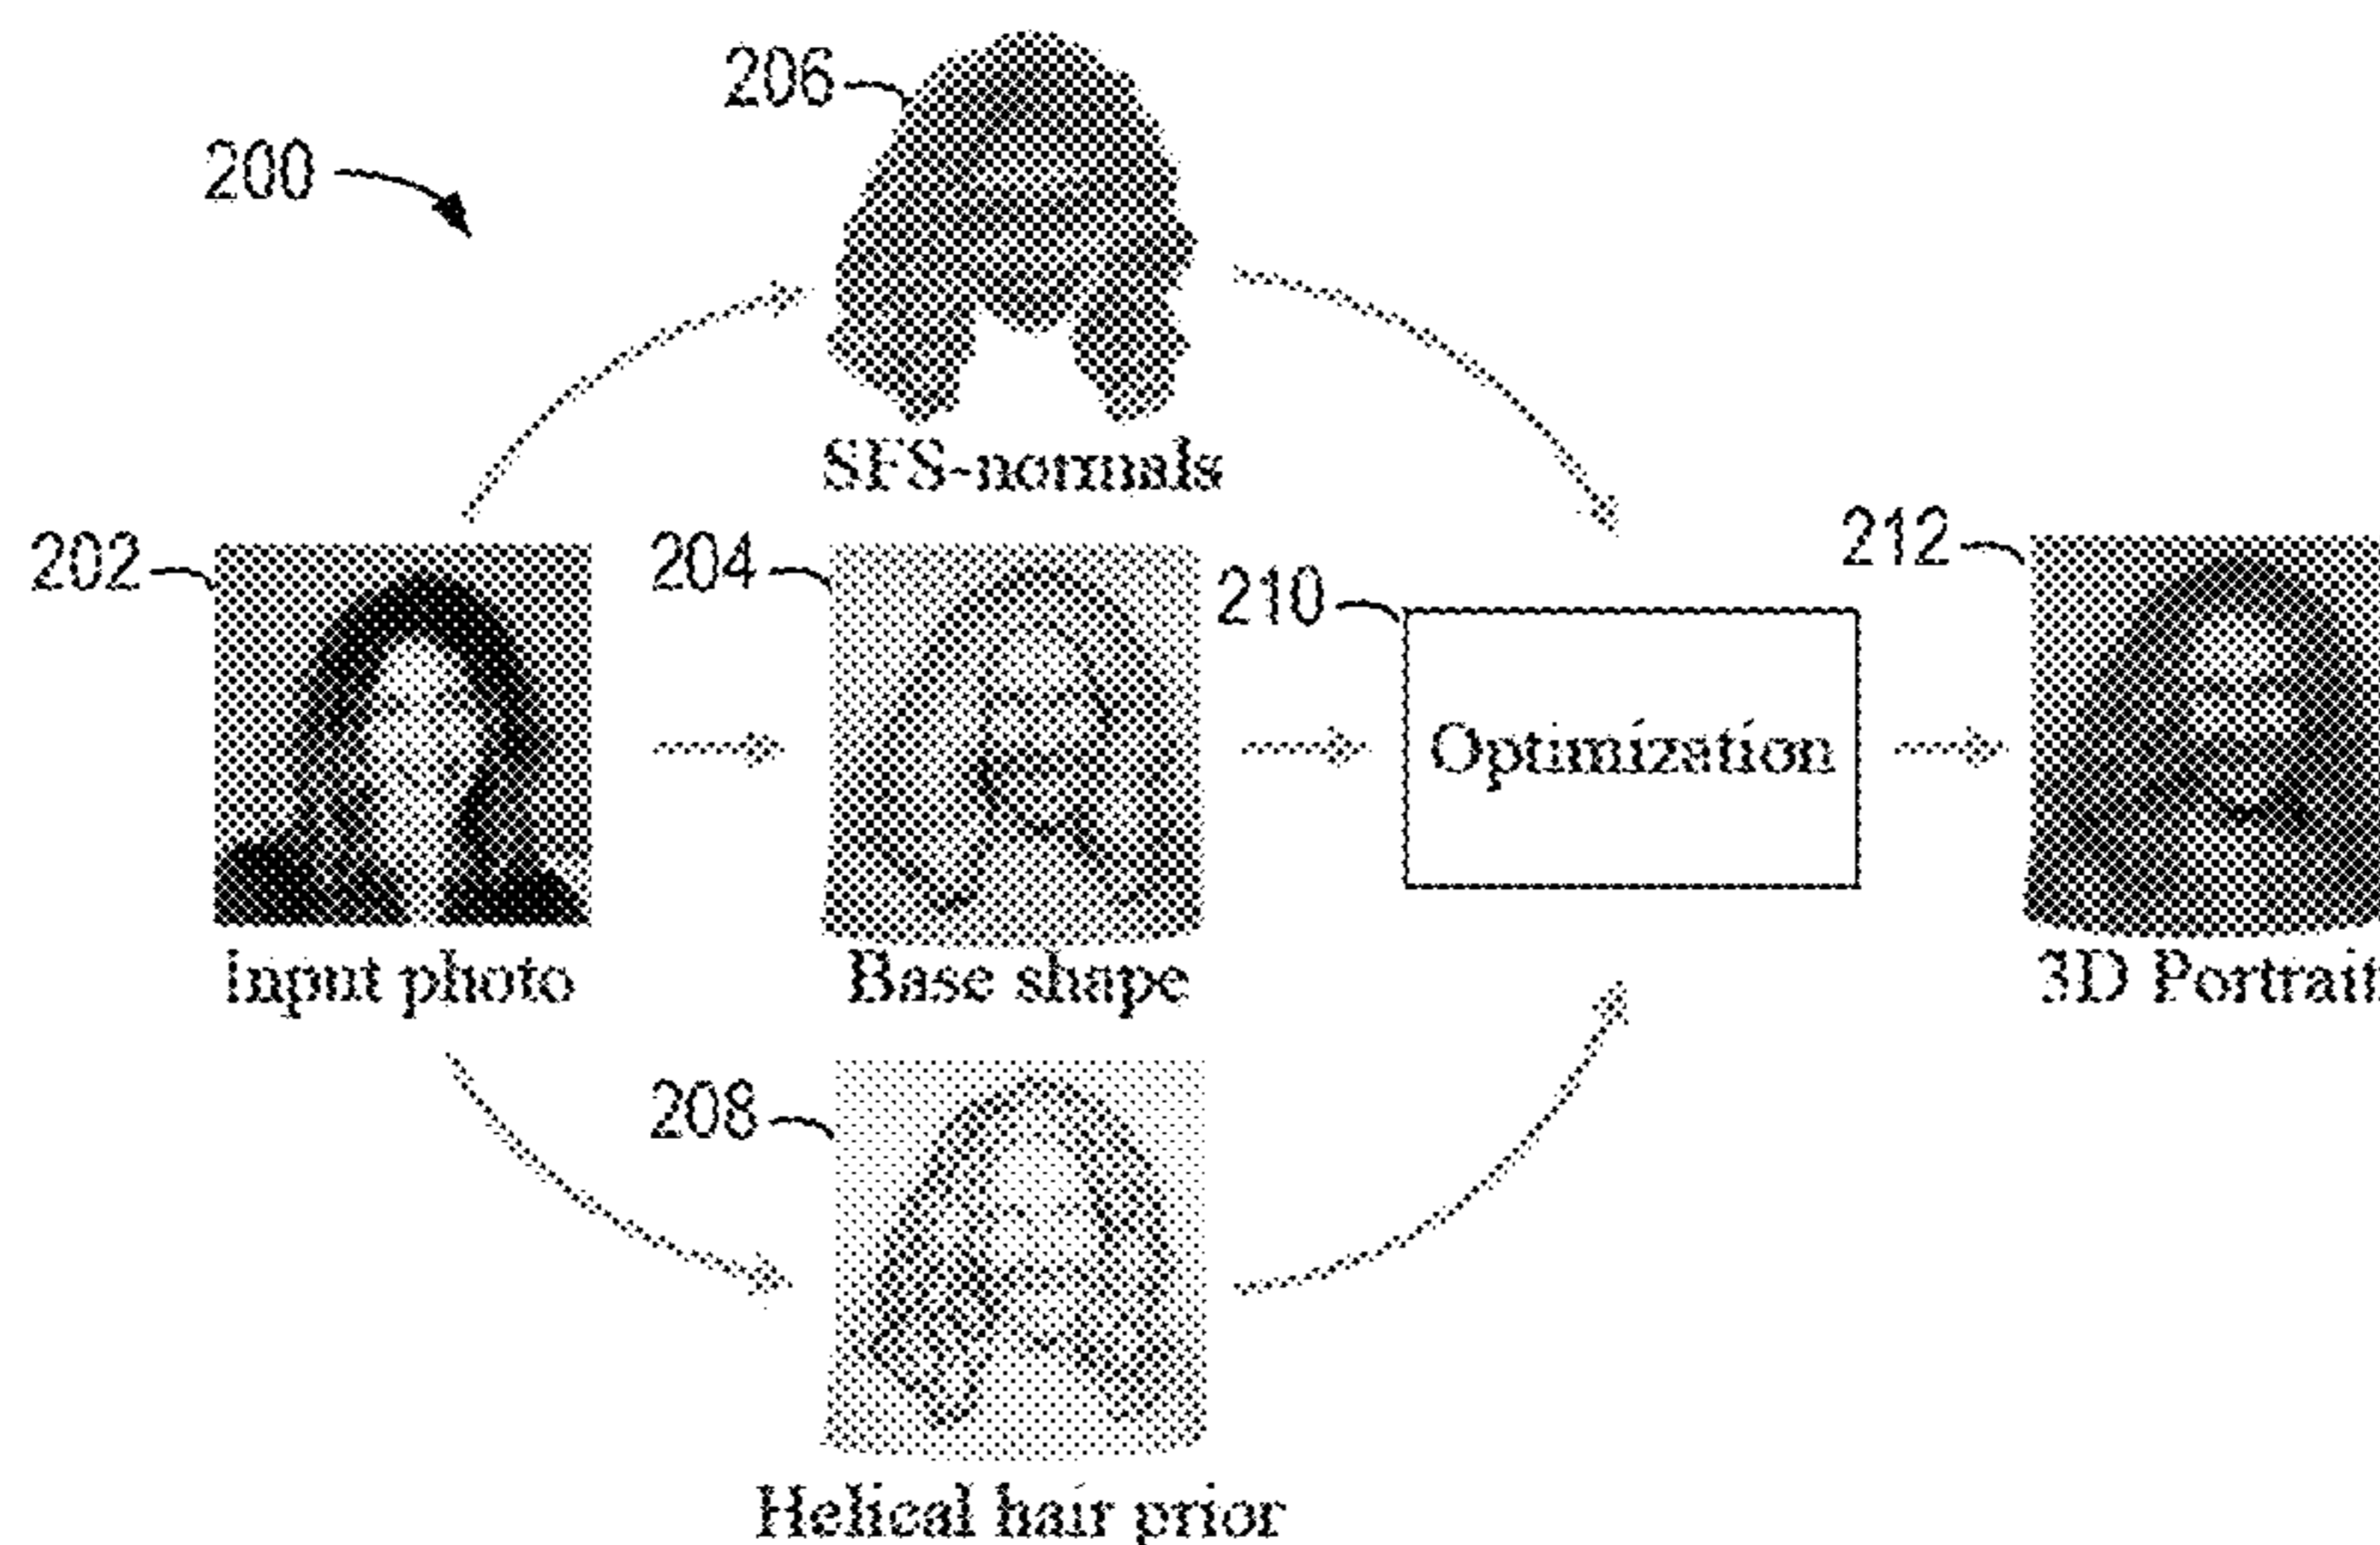 206
200
SFS-normals
202
204
210
212
Optimization
Input photo
Base shape
3D Portrait
208
Helical hair prior